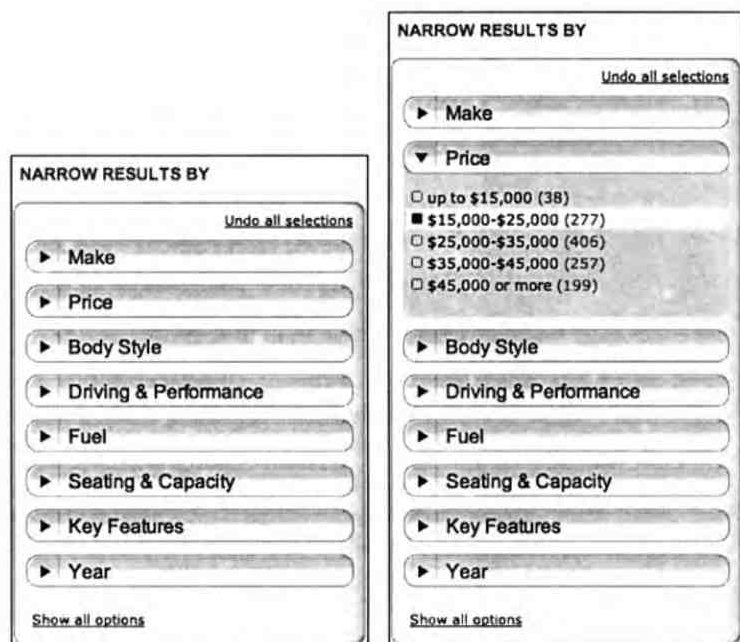 NARROW RESULTS BY
Undo all selections
Make
Price
Body Style
Driving & Performance
Fuel
Seating & Capacity
Key Features
Year
Show all options
NARROW RESULTS BY
Undo all selections
Make
Price
up to $15,000 (38)
$15,000-$25,000 (277)
$25,000-$35,000 (406)
$35,000-$45,000 (257)
$45,000 or more (199)
Body Style
Driving & Performance
Fuel
Seating & Capacity
Key Features
Year
Show all options